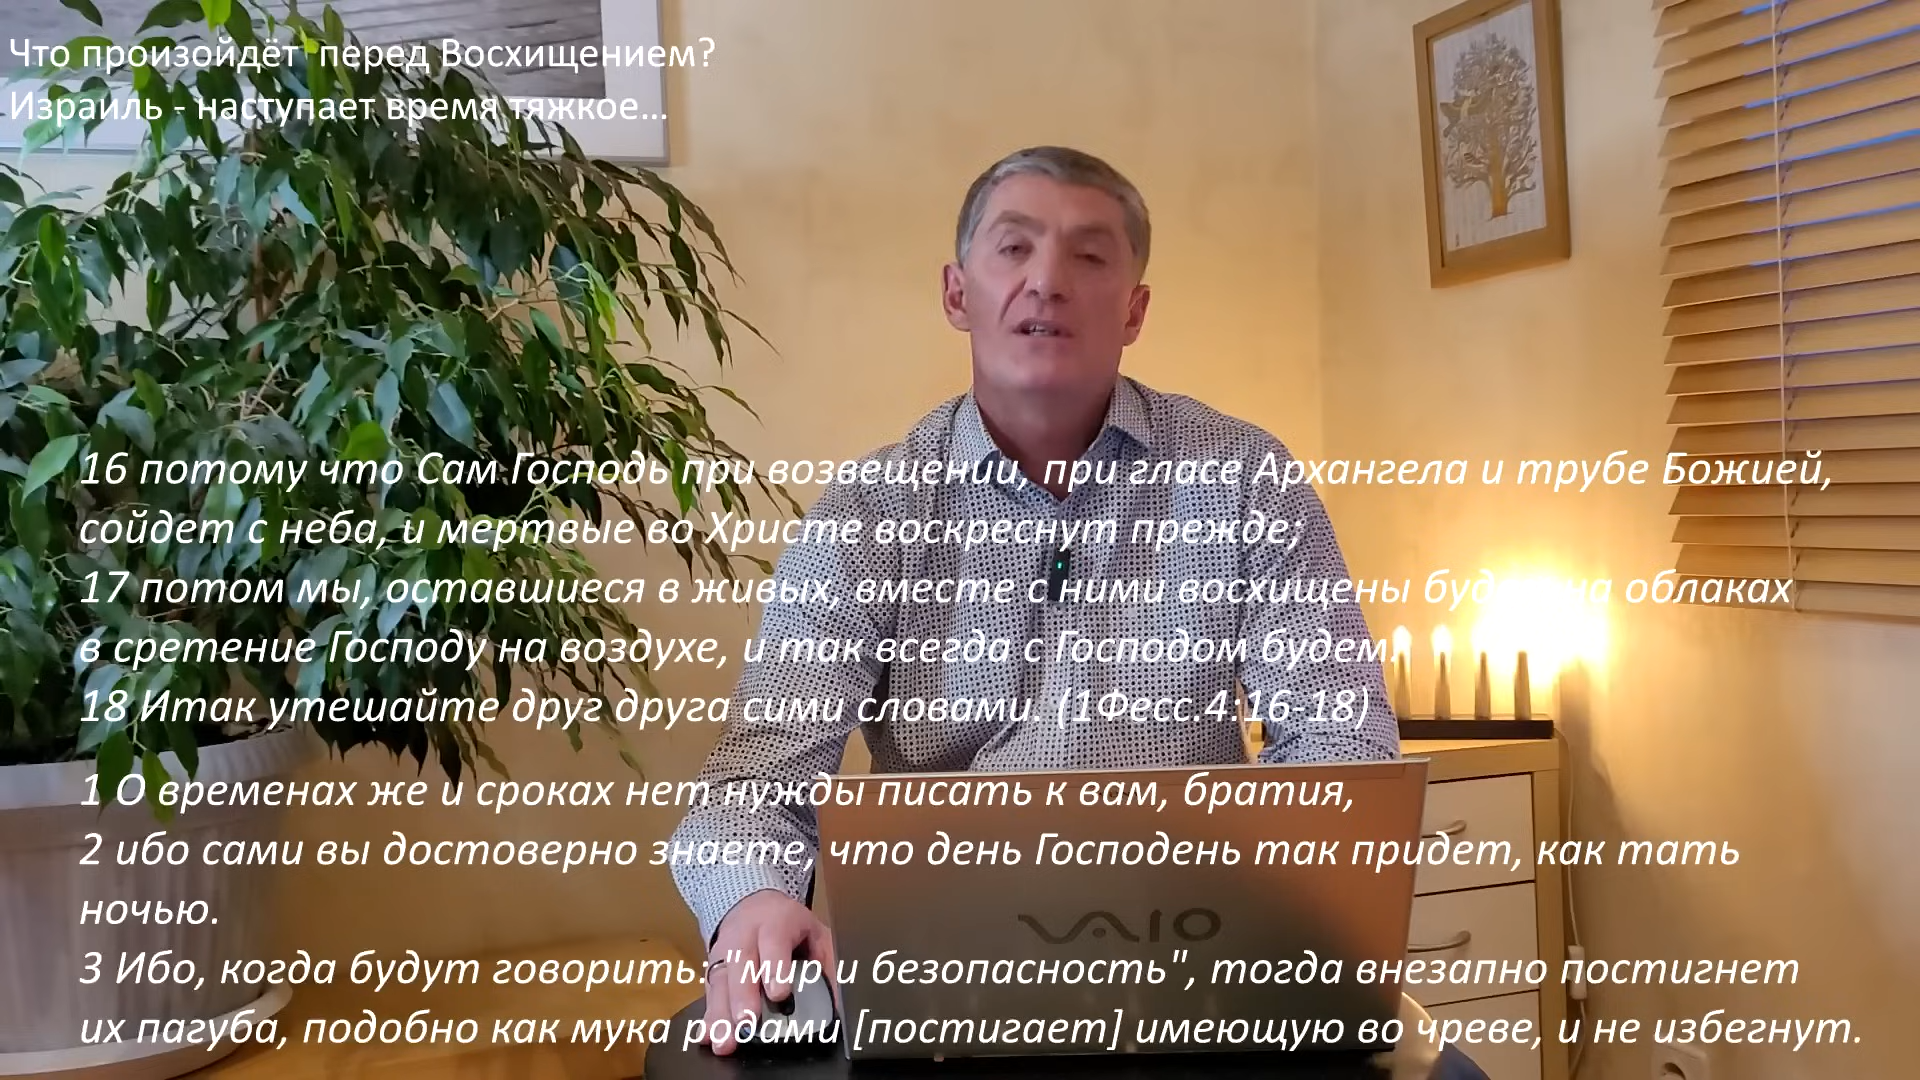 Что произойдёт перед Восхищением?
Израиль - наступает время тяжкое...
16 потому что Сам Господь при возвещении, при гласе Архангела и трубе Божией,
сойдет с неба, и мертвые во Христе воскреснут прежде;
17 потом мы, оставшиеся в живых, вместе с ними восхищены будем на облаках
в сретение Господу на воздухе, и так всегда с Господом будем.
18 Итак утешайте друг друга сими словами. (1Фесс.4:16-18)
1 О временах же и сроках нет нужды писать к вам, братия,
2 ибо сами вы достоверно знаете, что день Господень так придет, как тать
ночью.
VAIO
3 Ибо, когда будут говорить: "мир и безопасность", тогда внезапно постигнет
их пагуба, подобно как мука родами [постигает] имеющую во чреве, и не избегнут.